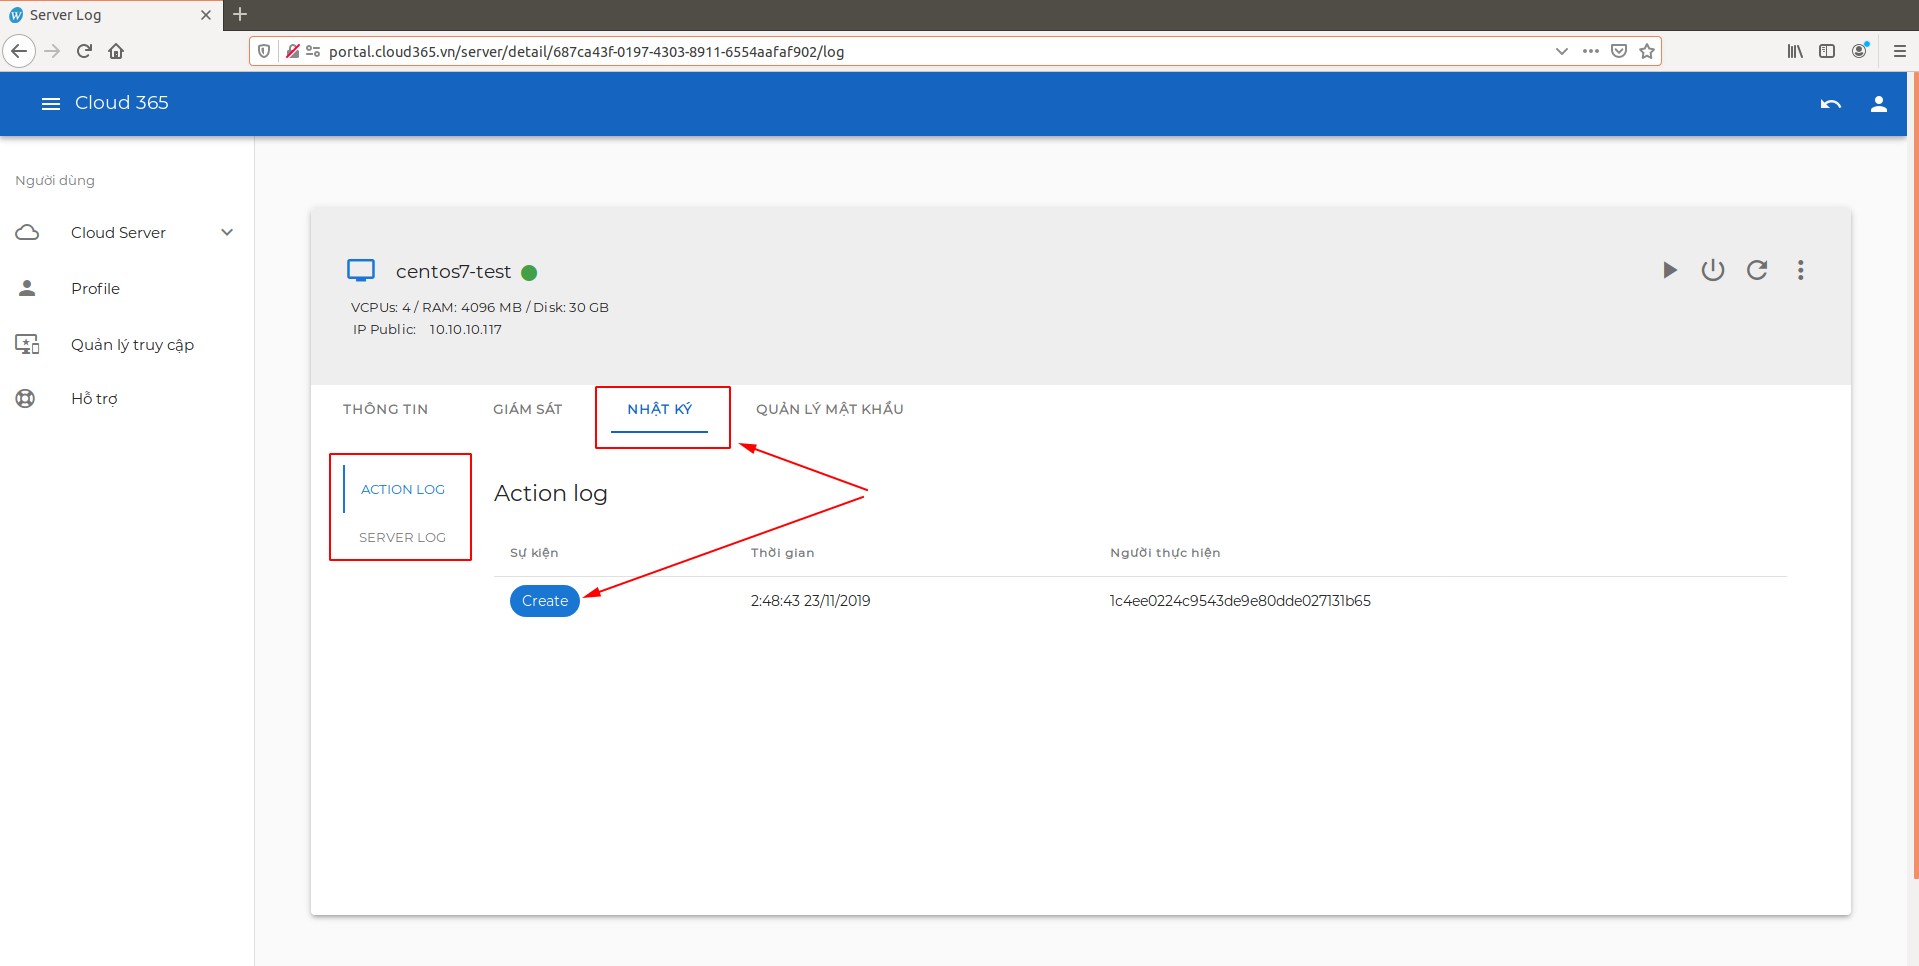 Server Log
portal.cloud365.vn/server/detail/687ca43f-0197-4303-8911-6554aafaf902/log
Cloud 365
Người dùng
Cloud Server
Profile
Quản lý truy cập
Hỗ trợ
centos7-test
VCPUs: 4 / RAM: 4096 MB / Disk: 30 GB
IP Public: 10.10.10.117
THÔNG TIN GIÁM SÁT NHẬT KÝ QUẢN LÝ MẬT KHẨU
ACTION LOG
SERVER LOG
Action log
Sự kiện Thời gian Người thực hiện
Create 2:48:43 23/11/2019 1c4ee0224c9543de9e80dde027131b65